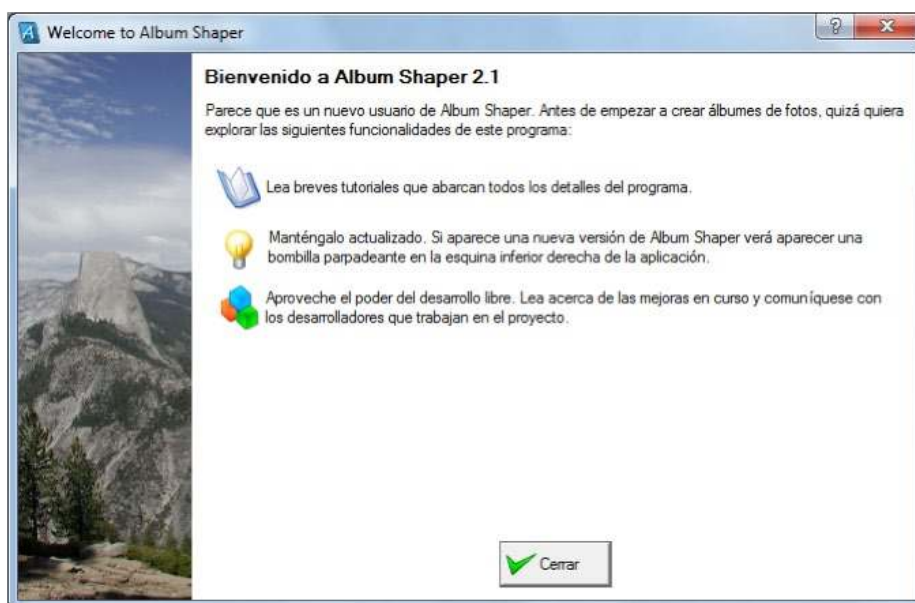 Welcome to Album Shaper
Bienvenido a Album Shaper 2.1
Parece que es un nuevo usuario de Album Shaper. Antes de empezar a crear álbumes de fotos, quizá quiera
explorar las siguientes funcionalidades de este programa:
Lea breves tutoriales que abarcan todos los detalles del programa.
Manténgalo actualizado. Si aparece una nueva versión de Album Shaper verá aparecer una
bombilla parpadeante en la esquina inferior derecha de la aplicación.
Aproveche el poder del desarrollo libre. Lea acerca de las mejoras en curso y comuníquese con
los desarrolladores que trabajan en el proyecto.
Cerrar